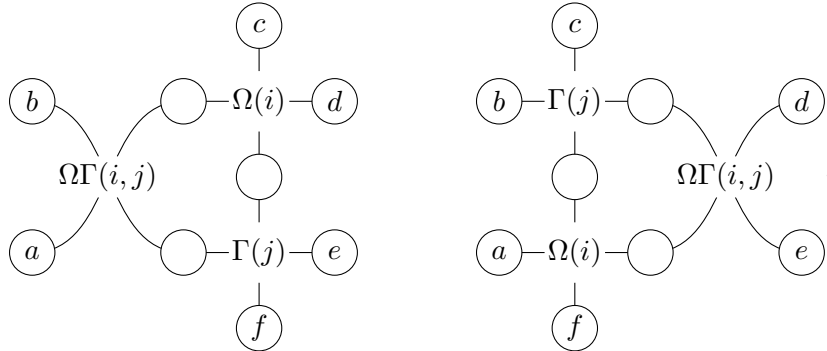 c c
b Ω(i) d b Γ(j) d
ΩΓ(i, j) ΩΓ(i, j)
a Γ(j) e a Ω(i) e
f f